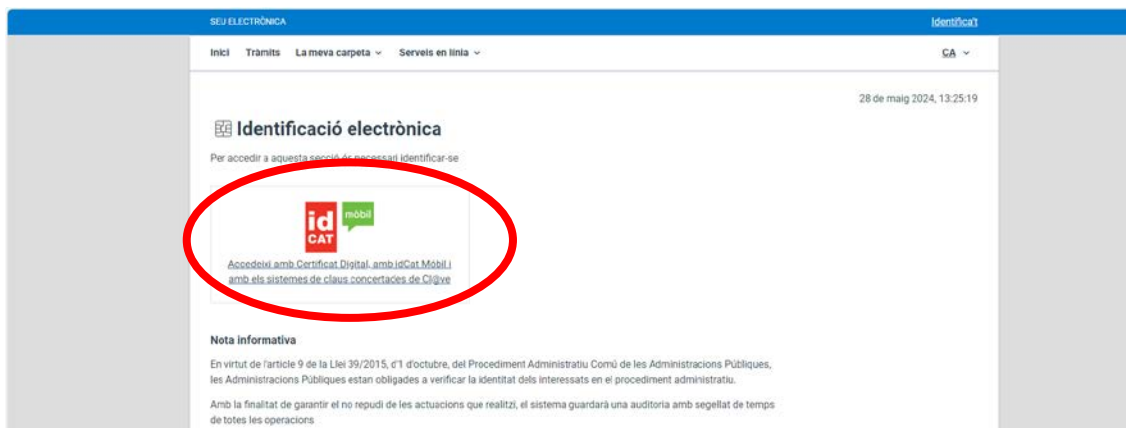 SEU ELECTRÒNICA
Identifica't
Inici Tràmits La meva carpeta Serveis en línia
CA
28 de maig 2024, 13:25:19
Identificació electrònica
Per accedir a aquesta secció és necessari identificar-se
id
CAT
mòbil
Accedeixi amb Certificat Digital, amb idCat Mòbil i
amb els sistemes de claus concertades de Cl@ve
Nota informativa
En virtut de l'article 9 de la Llei 39/2015, d'1 d'octubre, del Procediment Administratiu Comú de les Administracions Públiques,
les Administracions Públiques estan obligades a verificar la identitat dels interessats en el procediment administratiu.
Amb la finalitat de garantir el no repudi de les actuacions que realitzi, el sistema guardarà una auditoria amb segellat de temps
de totes les operacions